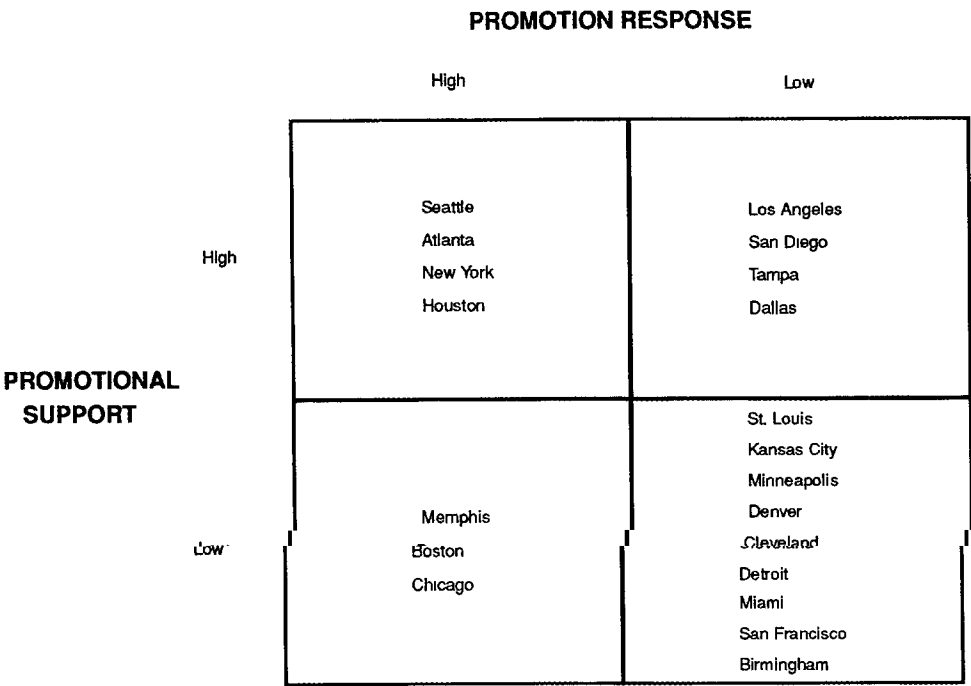 PROMOTION RESPONSE
High
Low
Seattle
Atlanta
New York
Houston
Los Angeles
San Diego
Tampa
Dallas
High
PROMOTIONAL
SUPPORT
Low
Memphis
Boston
Chicago
St. Louis
Kansas City
Minneapolis
Denver
Cleveland
Detroit
Miami
San Francisco
Birmingham